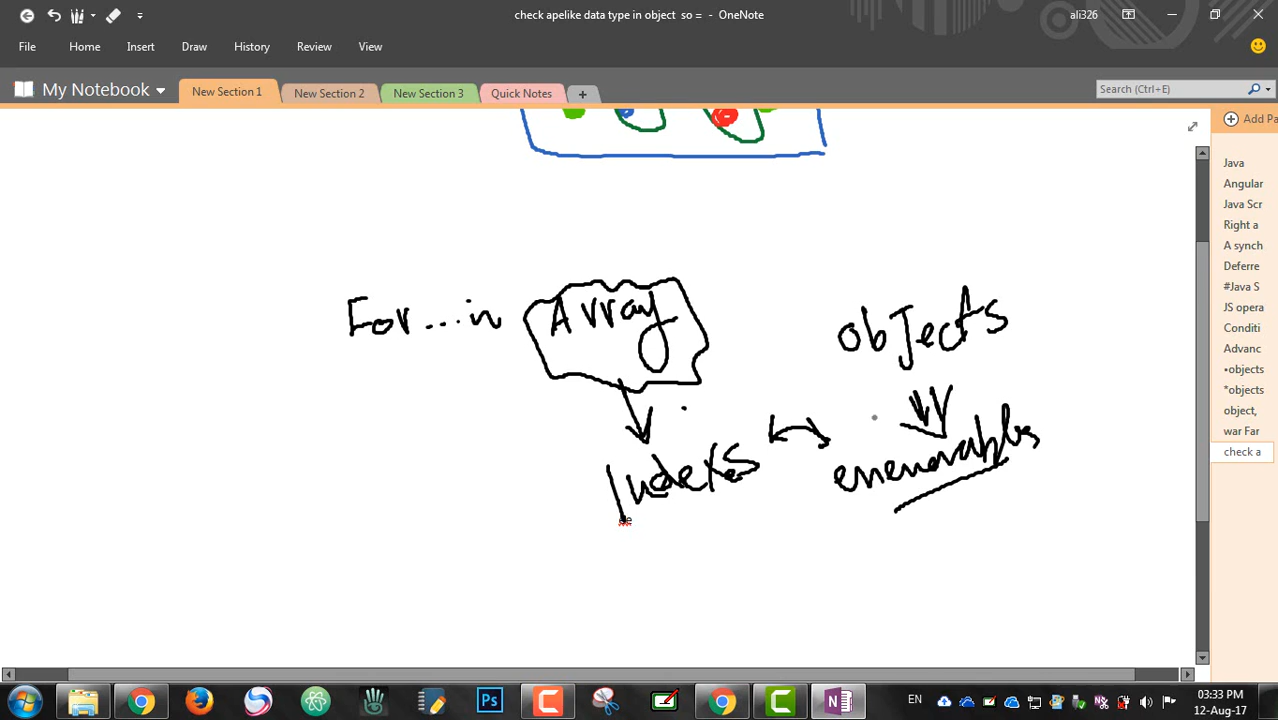 check apelike data type in object so = - OneNote
ali326
File Home Insert Draw History Review View
My Notebook New Section 1 New Section 2 New Section 3 Quick Notes + Search (Ctrl+E)
Add Pa
Java
Angular
Java Scr
Right a
A synch
Deferre
#Java S
JS opera
Conditi
Advanc
•objects
*objects
object,
war Far
check a
For...in Array objects
Indexes enenorables
de
Ps
EN
03:33 PM
12-Aug-17